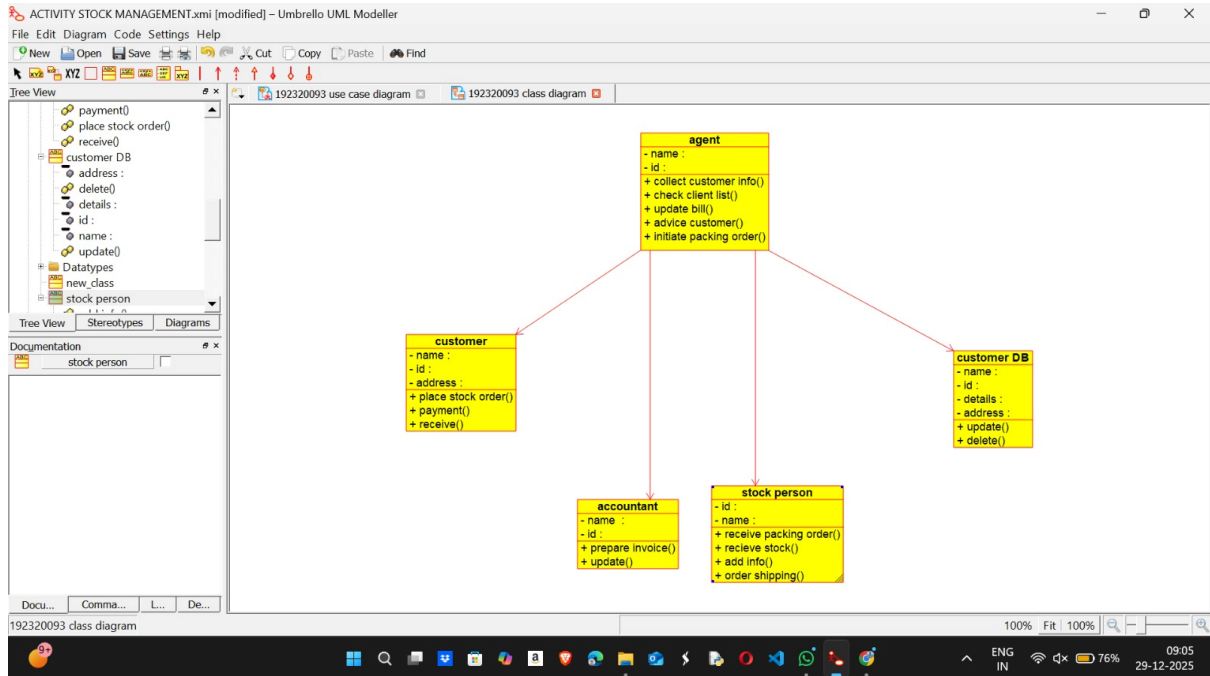 ACTIVITY STOCK MANAGEMENT.xmi [modified] – Umbrello UML Modeller
File Edit Diagram Code Settings Help
New Open Save Cut Copy Paste Find
XYZ
Tree View
192320093 use case diagram 192320093 class diagram
payment()
place stock order()
receive()
customer DB
address :
delete()
details :
id :
name :
update()
Datatypes
new_class
stock person
Tree View Stereotypes Diagrams
Documentation
stock person
agent
- name :
- id :
+ collect customer info()
+ check client list()
+ update bill()
+ advice customer()
+ initiate packing order()
customer
- name :
- id :
- address :
+ place stock order()
+ payment()
+ receive()
customer DB
- name :
- id :
- details :
- address :
+ update()
+ delete()
accountant
- name :
- id :
+ prepare invoice()
+ update()
stock person
- id :
- name :
+ receive packing order()
+ recieve stock()
+ add info()
+ order shipping()
Docu... Comma... L... De...
192320093 class diagram
100% Fit 100%
9+
ENG
IN
76%
09:05
29-12-2025